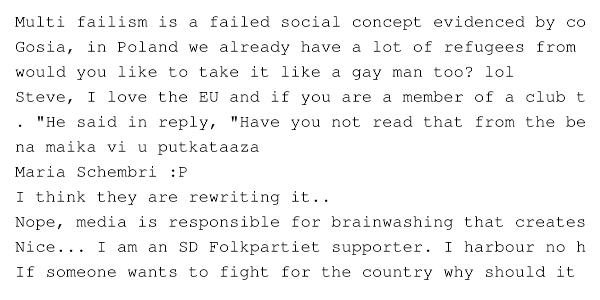 Multi failism is a failed social concept evidenced by co
Gosia, in Poland we already have a lot of refugees from
would you like to take it like a gay man too? lol
Steve, I love the EU and if you are a member of a club t
. "He said in reply, "Have you not read that from the be
na maika vi u putkataaza
Maria Schembri :P
I think they are rewriting it..
Nope, media is responsible for brainwashing that creates
Nice... I am an SD Folkpartiet supporter. I harbour no h
If someone wants to fight for the country why should it